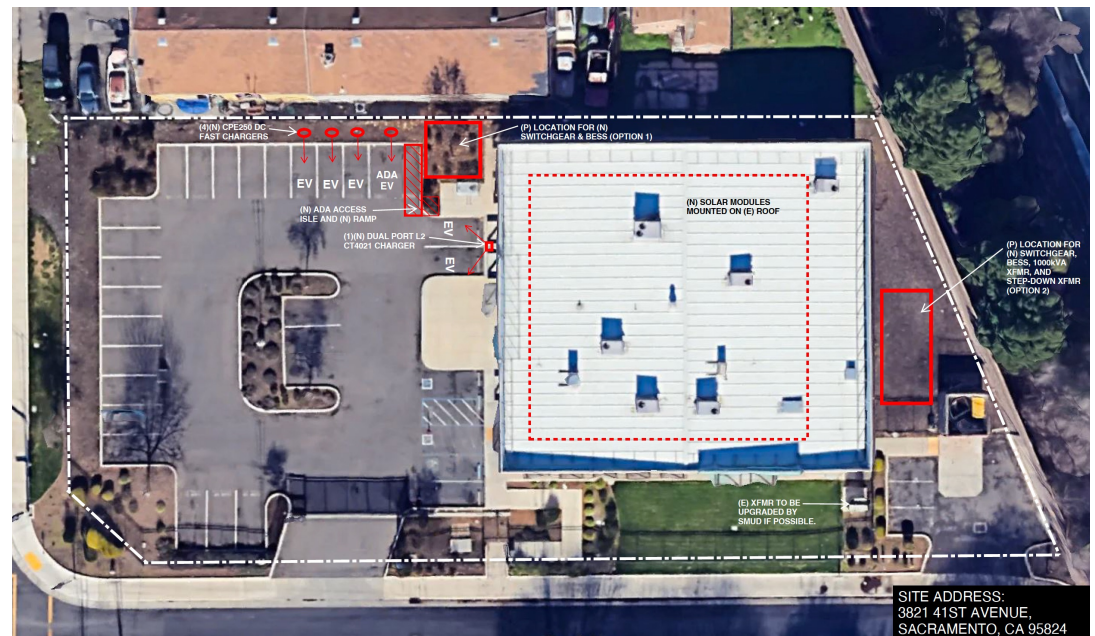 (4)(N) CPE250 DC
FAST CHARGERS
(P) LOCATION FOR (N)
SWITCHGEAR & BESS (OPTION 1)
EV
EV
EV
ADA
EV
(N) ADA ACCESS
ISLE AND (N) RAMP
(N) SOLAR MODULES
MOUNTED ON (E) ROOF
EV
(1)(N) DUAL PORT L2
CT4021 CHARGER
EV
(P) LOCATION FOR
(N) SWITCHGEAR,
BESS, 1000kVA
XFMR, AND
STEP-DOWN XFMR
(OPTION 2)
(E) XFMR TO BE
UPGRADED BY
SMUD IF POSSIBLE.
SITE ADDRESS:
3821 41ST AVENUE,
SACRAMENTO, CA 95824